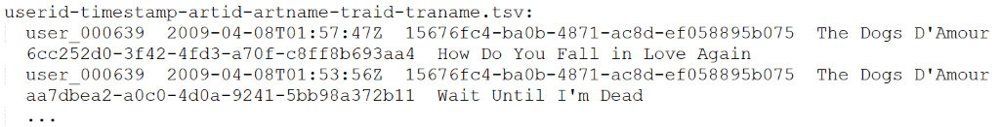 userid-timestamp-artid-artname-traid-traname.tsv:
user_000639 2009-04-08T01:57:47Z 15676fc4-ba0b-4871-ac8d-ef058895b075 The Dogs D'Amour
6cc252d0-3f42-4fd3-a70f-c8ff8b693aa4 How Do You Fall in Love Again
user_000639 2009-04-08T01:53:56Z 15676fc4-ba0b-4871-ac8d-ef058895b075 The Dogs D'Amour
aa7dbea2-a0c0-4d0a-9241-5bb98a372b11 Wait Until I'm Dead
...